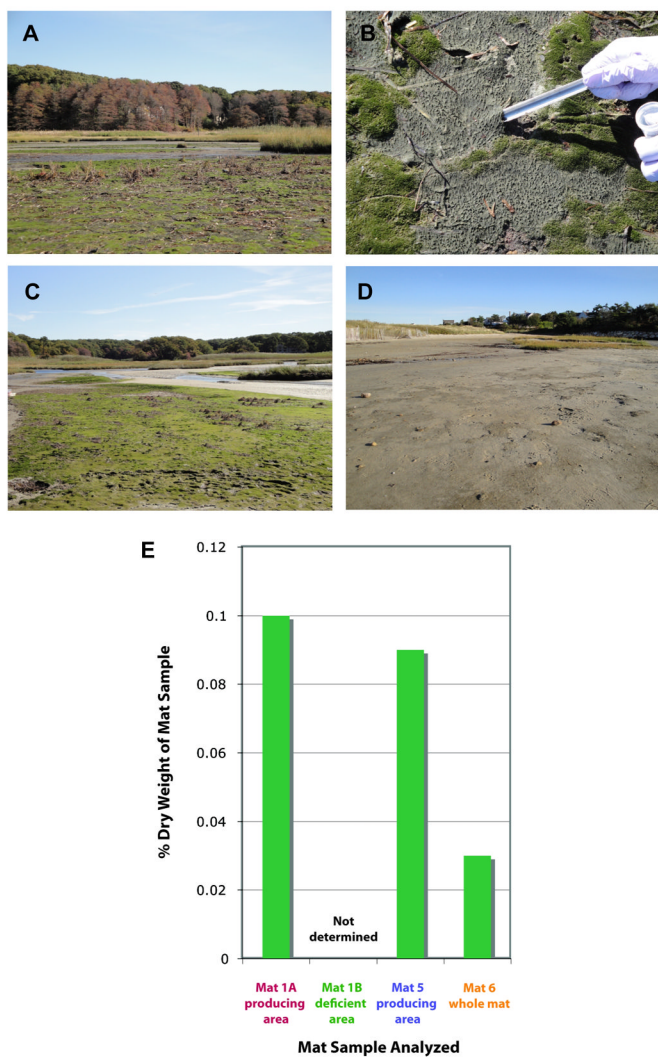 A
B
C
D
E
0.12
0.1
0.08
0.06
0.04
0.02
0
% Dry Weight of Mat Sample
Not
determined
Mat 1A
producing
area
Mat 1B
deficient
area
Mat 5
producing
area
Mat 6
whole mat
Mat Sample Analyzed